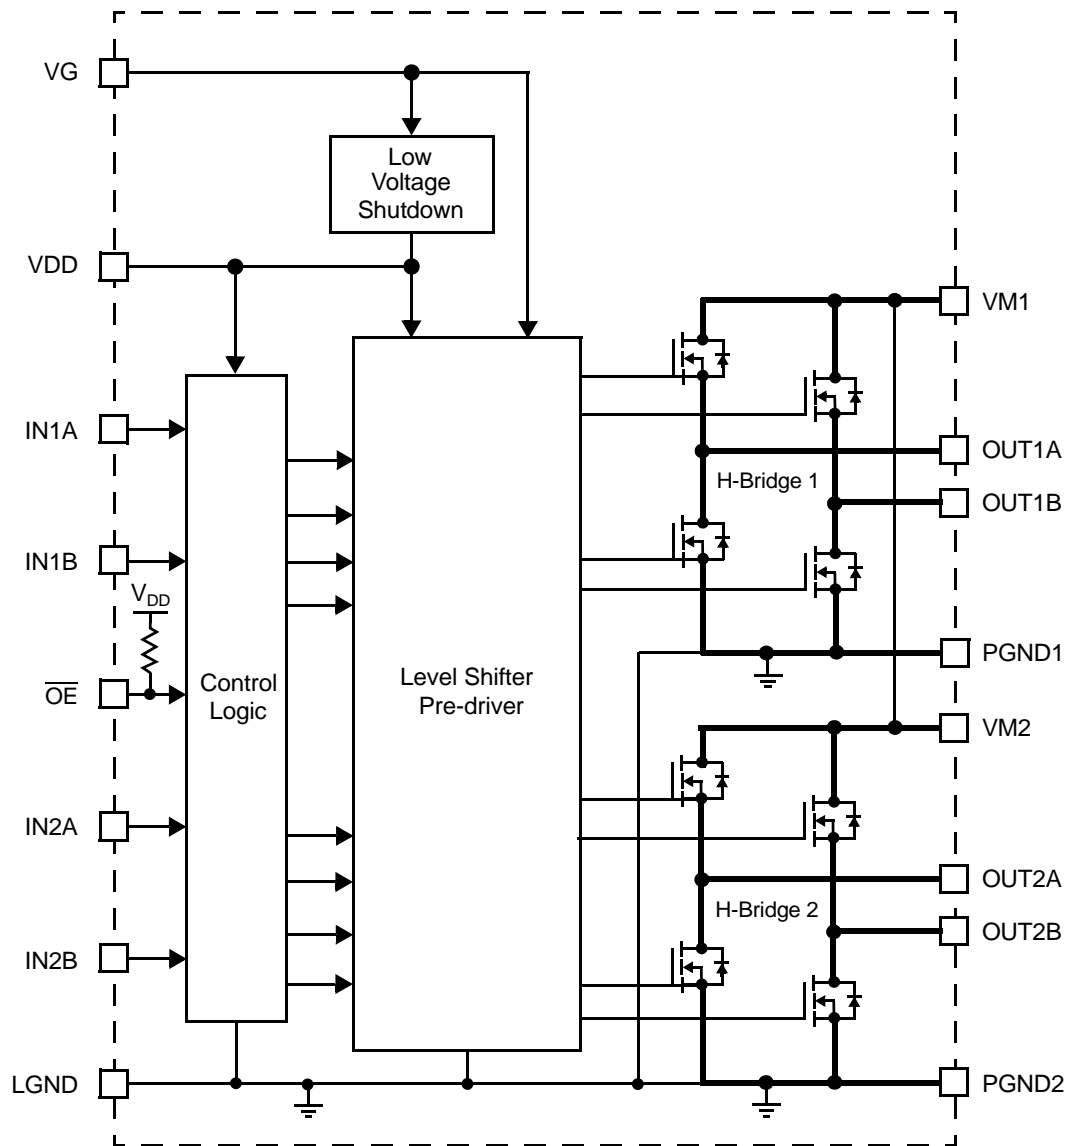 VG
Low
Voltage
Shutdown
VDD
VM1
IN1A
OUT1A
H-Bridge 1
OUT1B
IN1B
VDD
PGND1
OE
Control
Logic
Level Shifter
Pre-driver
VM2
IN2A
OUT2A
H-Bridge 2
OUT2B
IN2B
LGND
PGND2